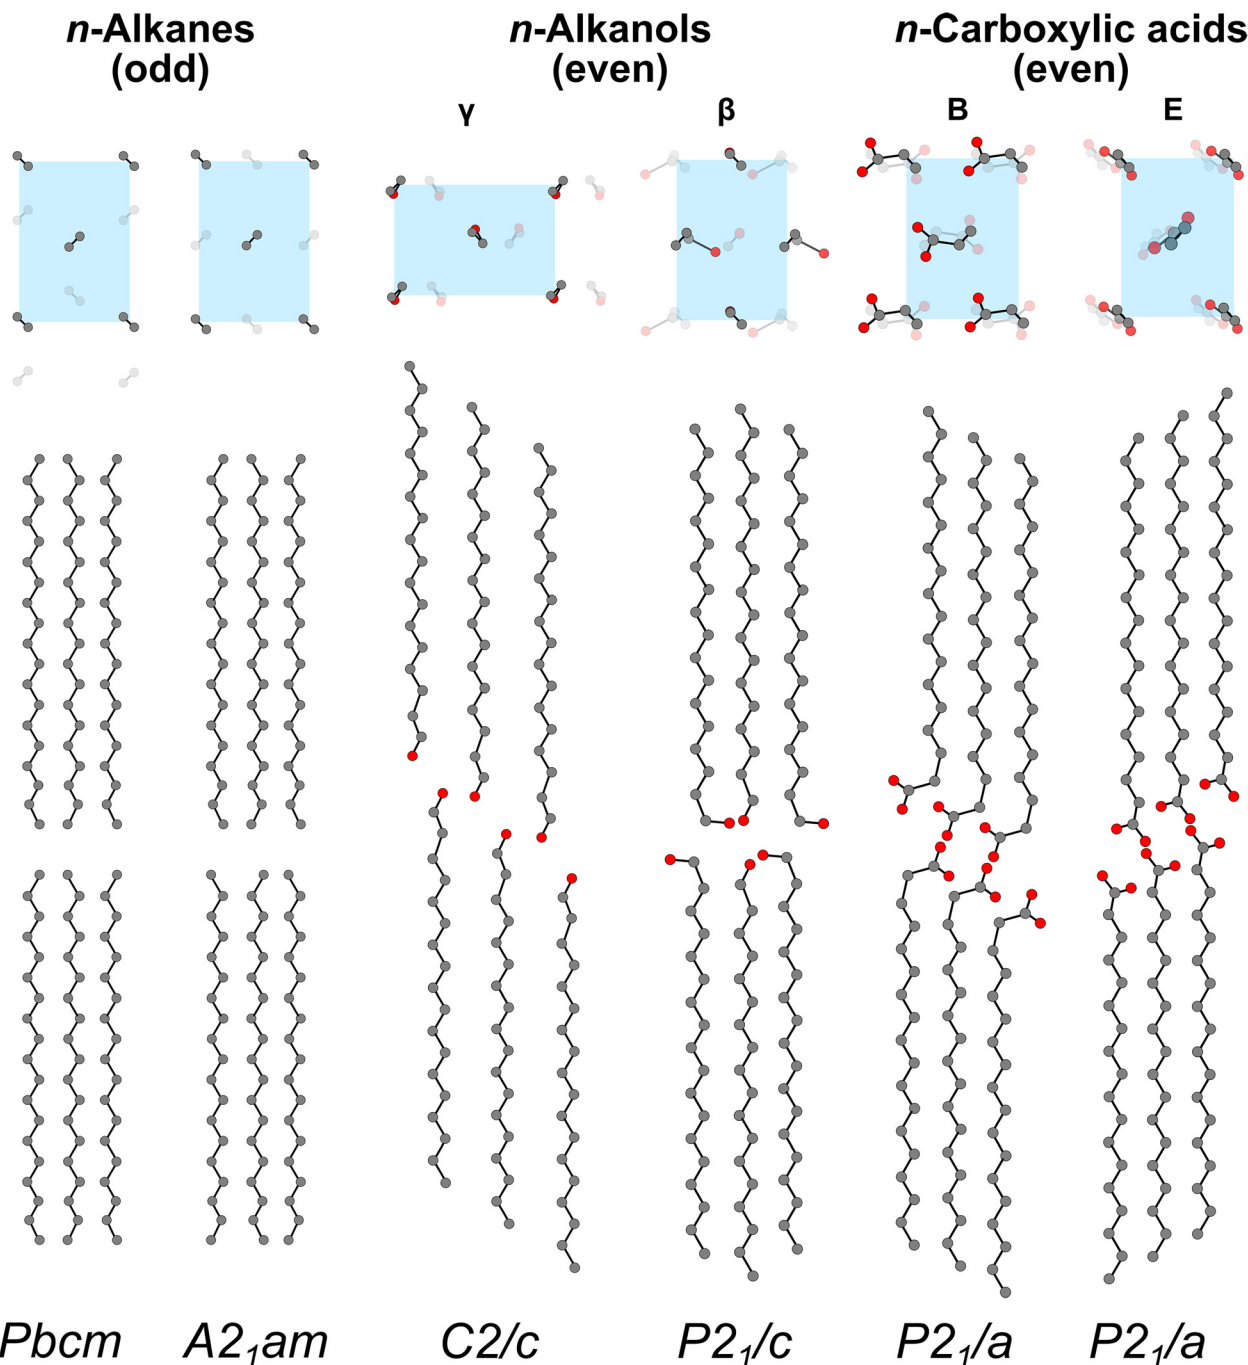 n-Alkanes
(odd)
n-Alkanols
(even)
n-Carboxylic acids
(even)
γ
β
B
E
Pbcm
A2₁am
C2/c
P2₁/c
P2₁/a
P2₁/a